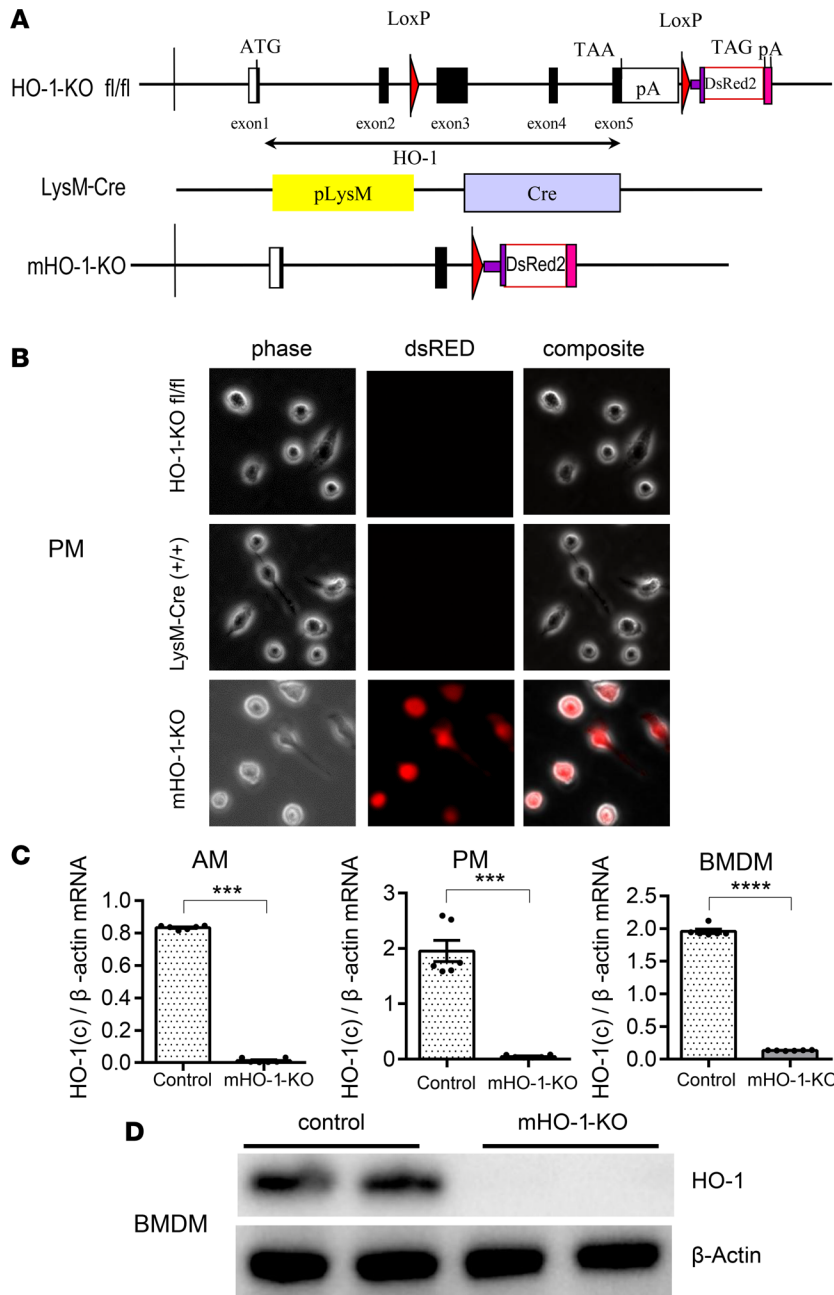 A
LoxP
LoxP
ATG
TAA
TAG
pA
HO-1-KO fl/fl
pA
DsRed2
exon1
exon2
exon3
exon4
exon5
HO-1
LysM-Cre
pLysM
Cre
mHO-1-KO
DsRed2
B
phase
dsRED
composite
PM
HO-1-KO fl/fl
LysM-Cre (+/+)
mHO-1-KO
C
AM
HO-1(c) / β -actin mRNA
1.0
0.8
0.6
0.4
0.2
0.0
***
Control
mHO-1-KO
PM
HO-1(c) / β -actin mRNA
3
2
1
0
***
Control
mHO-1-KO
BMDM
HO-1(c) / β -actin mRNA
2.5
2.0
1.5
1.0
0.5
0.0
****
Control
mHO-1-KO
D
control
mHO-1-KO
BMDM
HO-1
β-Actin